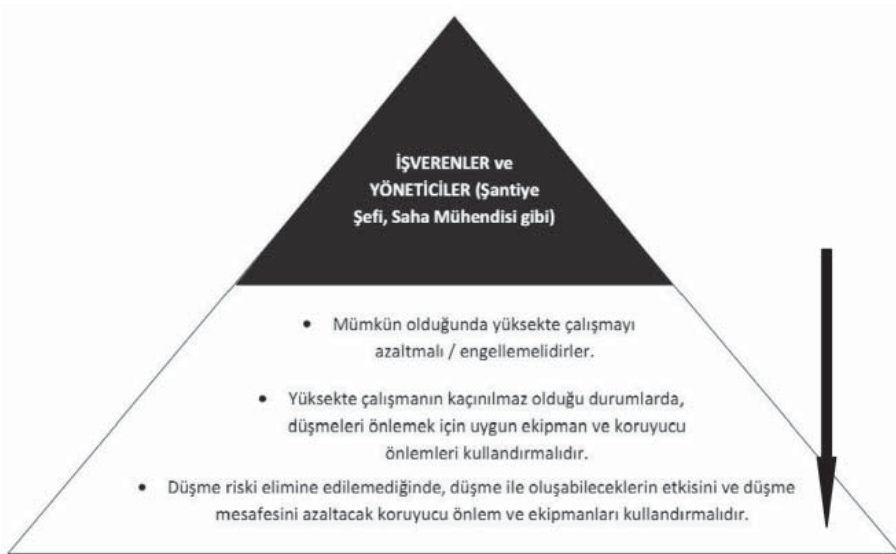 İŞVERENLER ve
YÖNETİCİLER (Şantiye
Şefi, Saha Mühendisi gibi)
• Mümkün olduğunda yüksekte çalışmayı
azaltmalı / engellemelidirler.
• Yüksekte çalışmanın kaçınılmaz olduğu durumlarda,
düşmeleri önlemek için uygun ekipman ve koruyucu
önlemleri kullandırmalıdır.
• Düşme riski elimine edilemediğinde, düşme ile oluşabileceklerin etkisini ve düşme
mesafesini azaltacak koruyucu önlem ve ekipmanları kullandırmalıdır.